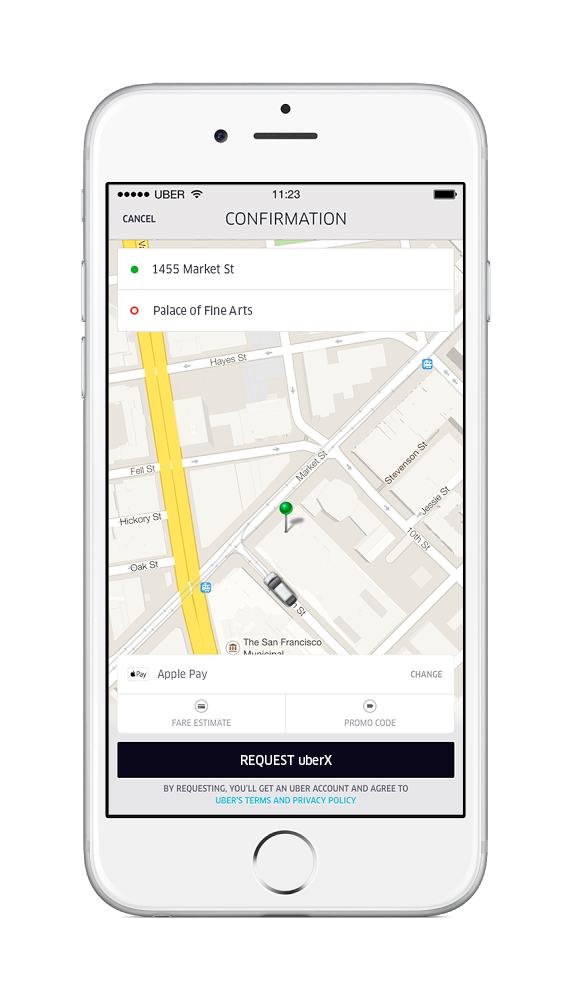 UBER
11:23
CANCEL
CONFIRMATION
1455 Market St
Palace of Fine Arts
Hayes St
Market St
Fell St
Stevenson St
Jessie St
Hickory St
10th St
Oak St
St
The San Francisco
Pay
Apple Pay
CHANGE
FARE ESTIMATE
PROMO CODE
REQUEST uberX
BY REQUESTING, YOU'LL GET AN UBER ACCOUNT AND AGREE TO
UBER'S TERMS AND PRIVACY POLICY